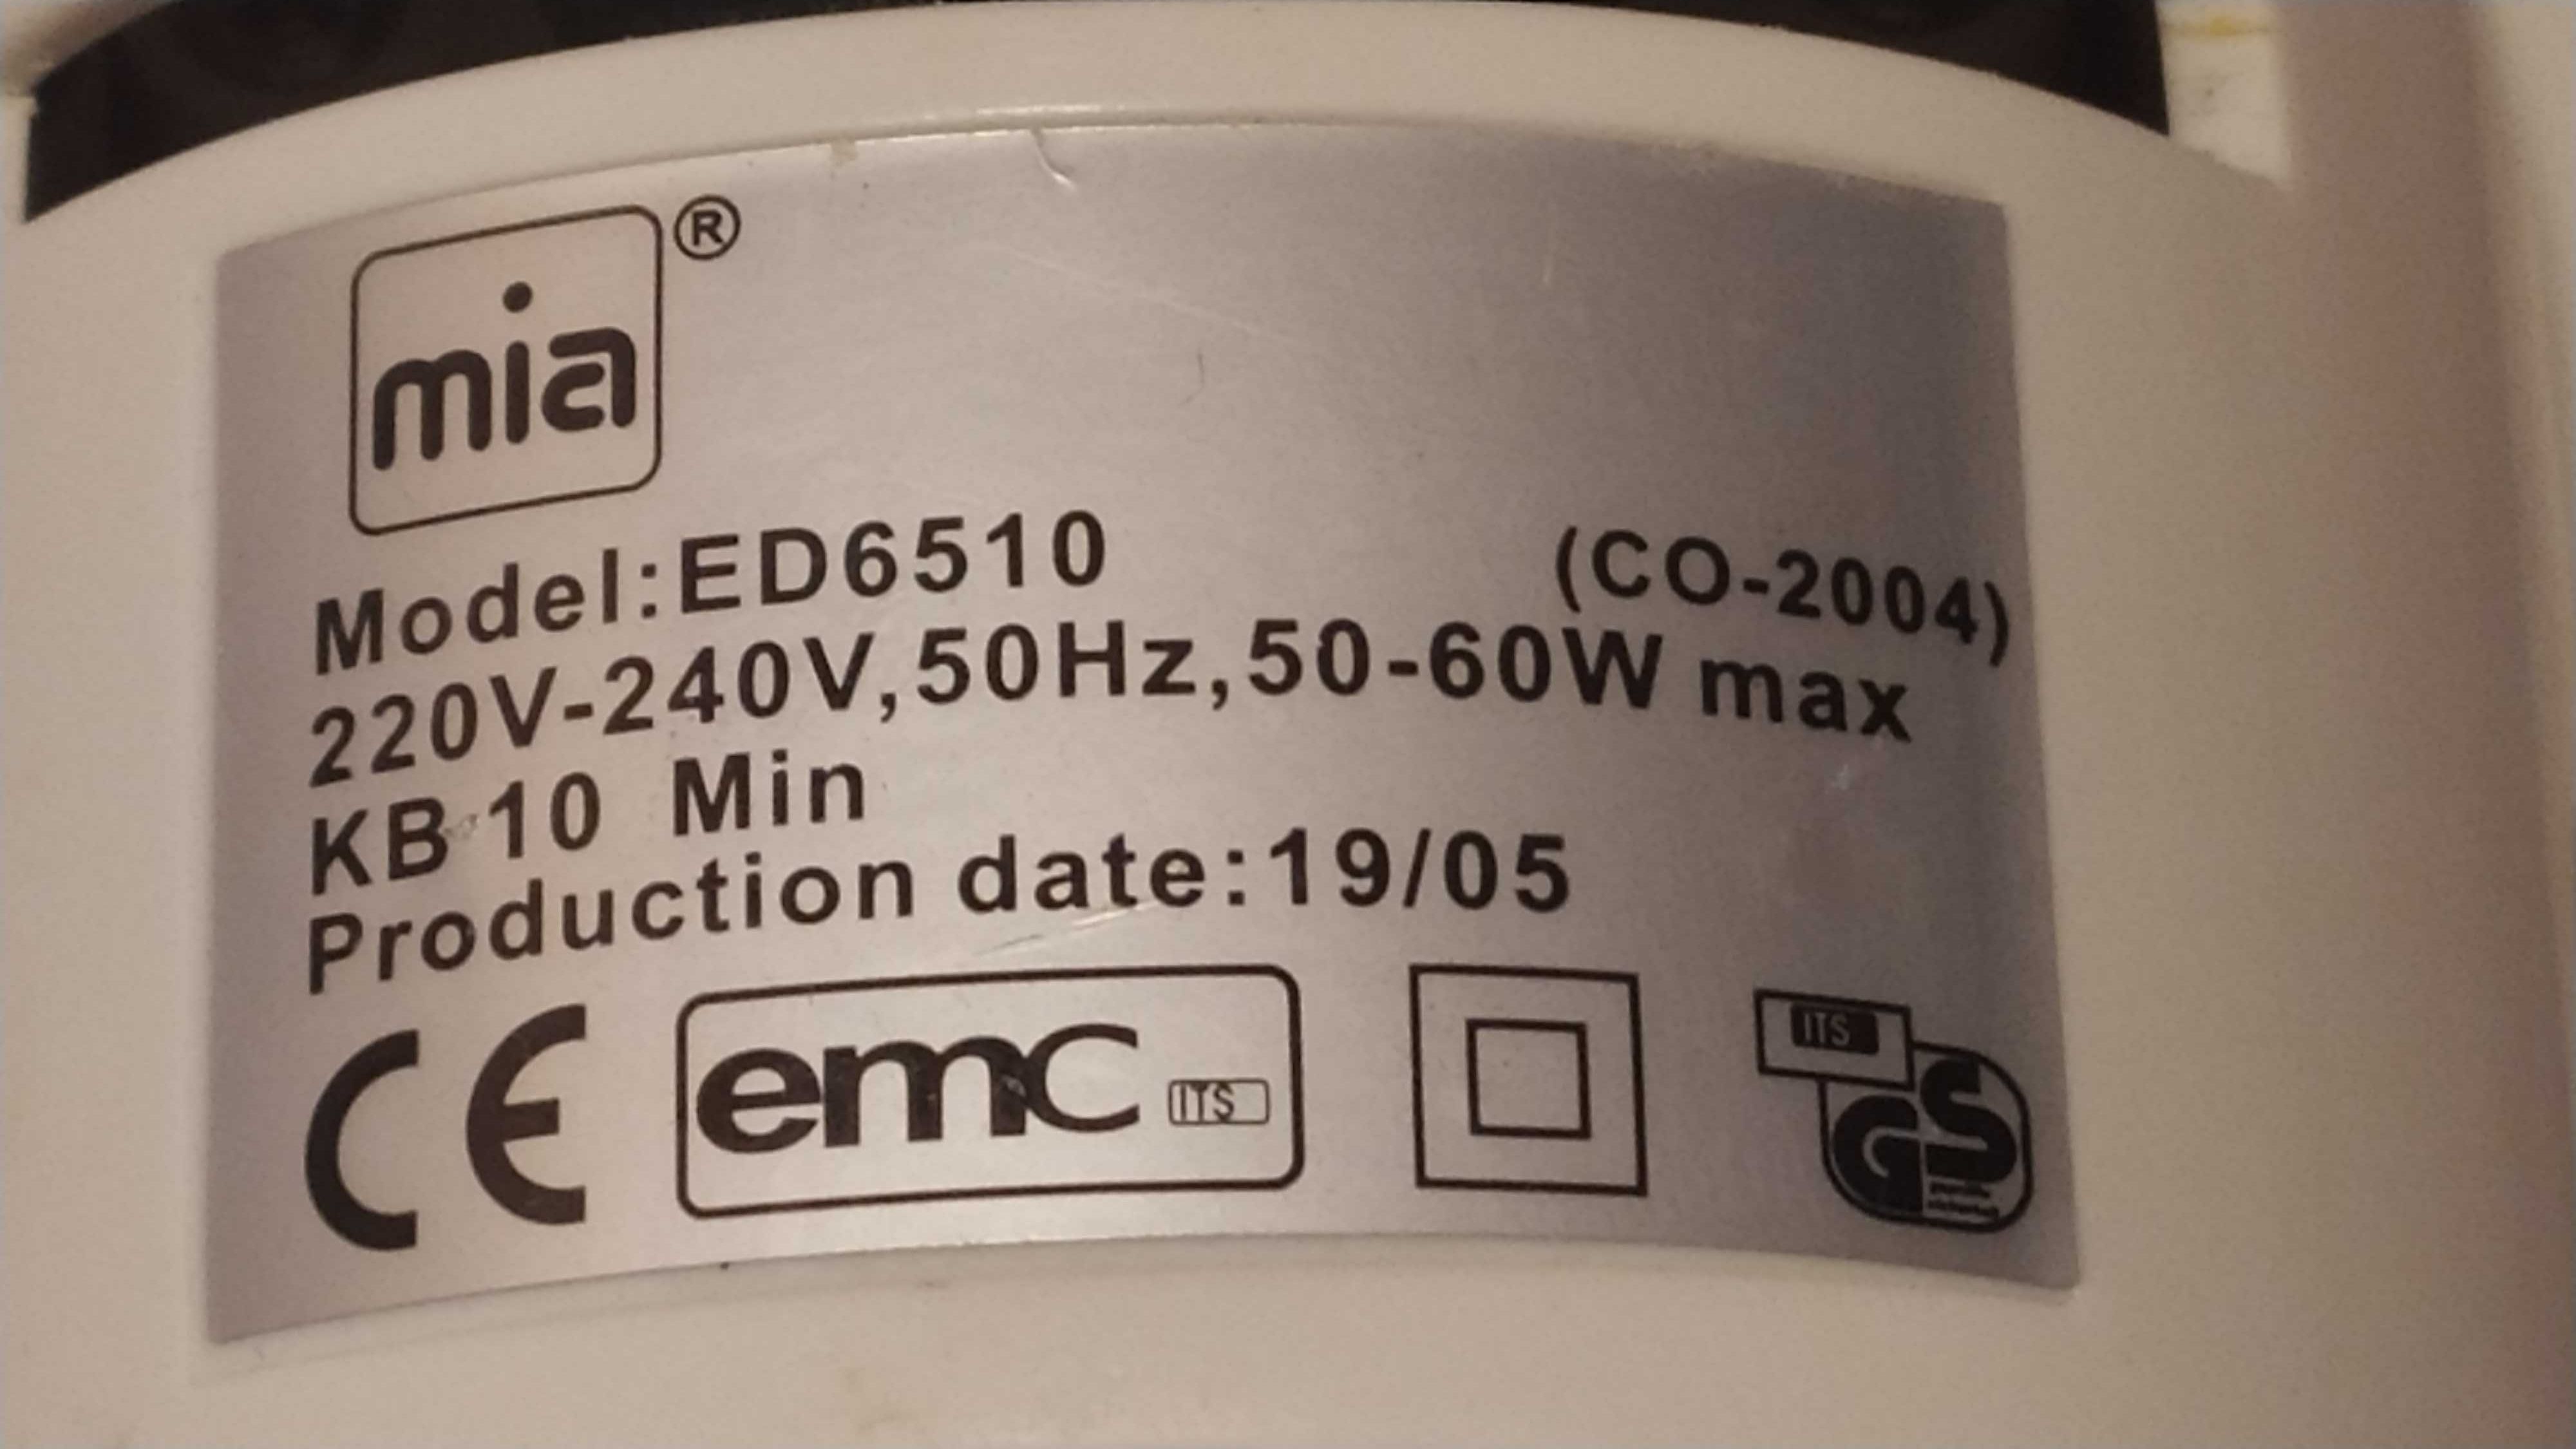 mia®
Model:ED6510 (CO-2004)
220V-240V,50Hz,50-60W max
KB 10 Min
Production date:19/05
CE emc ITS ITS GS